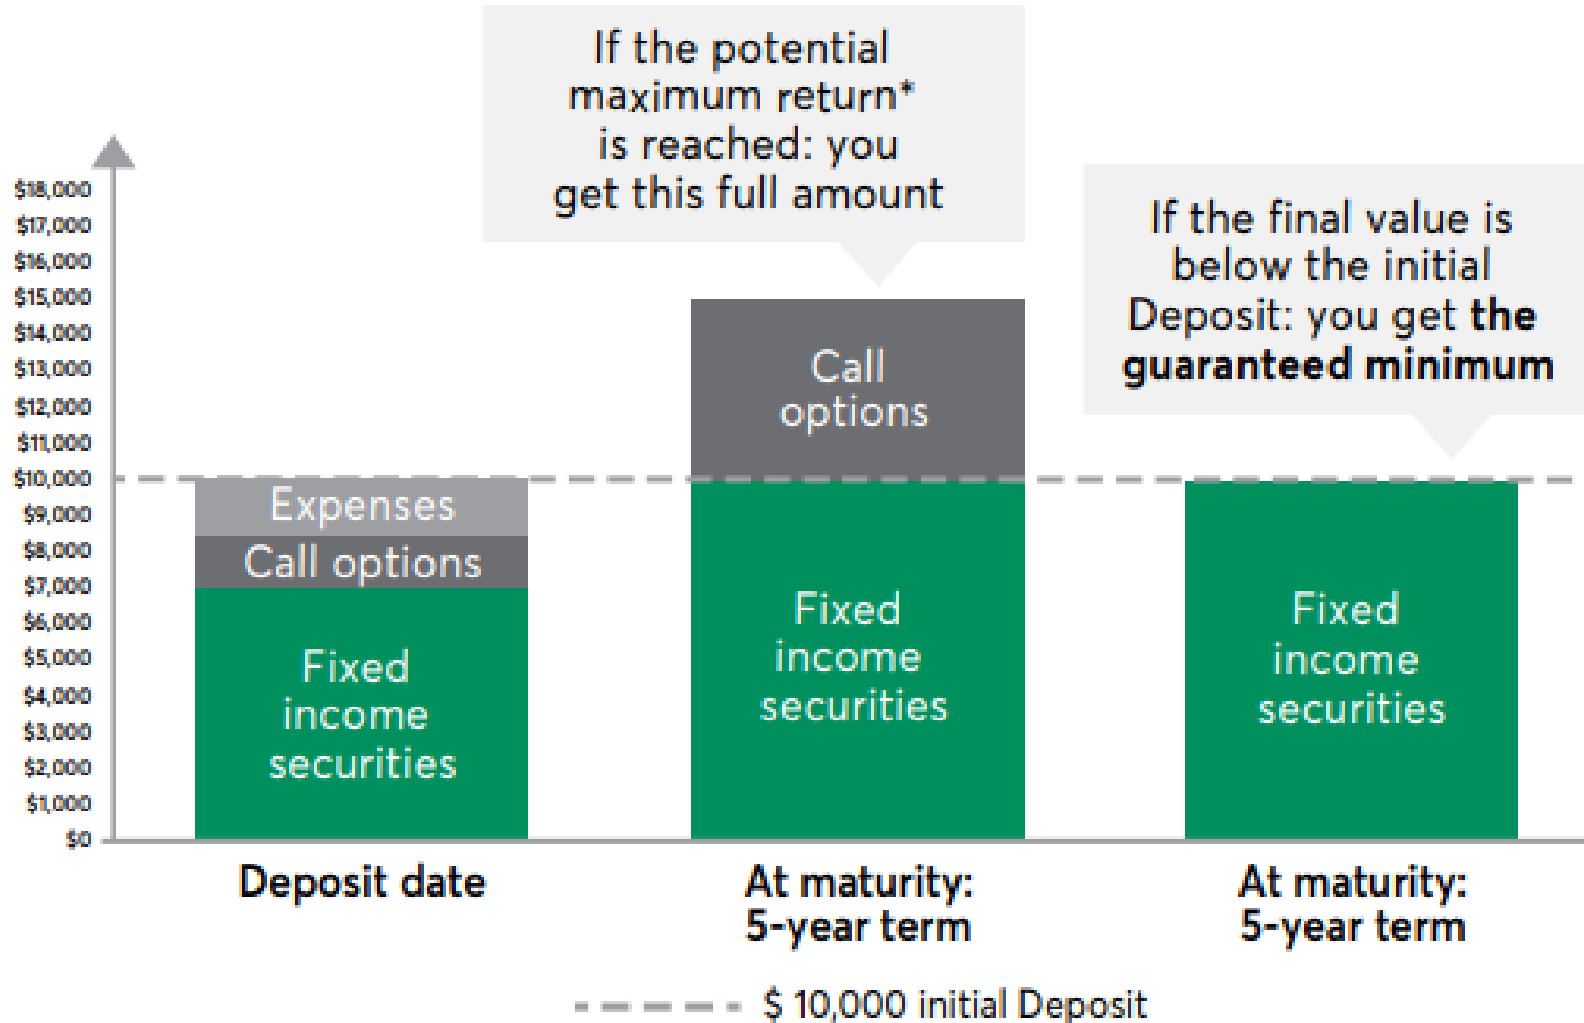 If the potential
maximum return*
is reached: you
get this full amount
If the final value is
below the initial
Deposit: you get the
guaranteed minimum
$18,000
$17,000
$16,000
$15,000
$14,000
$13,000
$12,000
$11,000
$10,000
$9,000
$8,000
$7,000
$6,000
$5,000
$4,000
$3,000
$2,000
$1,000
$0
Expenses
Call options
Fixed
income
securities
Call
options
Fixed
income
securities
Fixed
income
securities
Deposit date
At maturity:
5-year term
At maturity:
5-year term
$ 10,000 initial Deposit